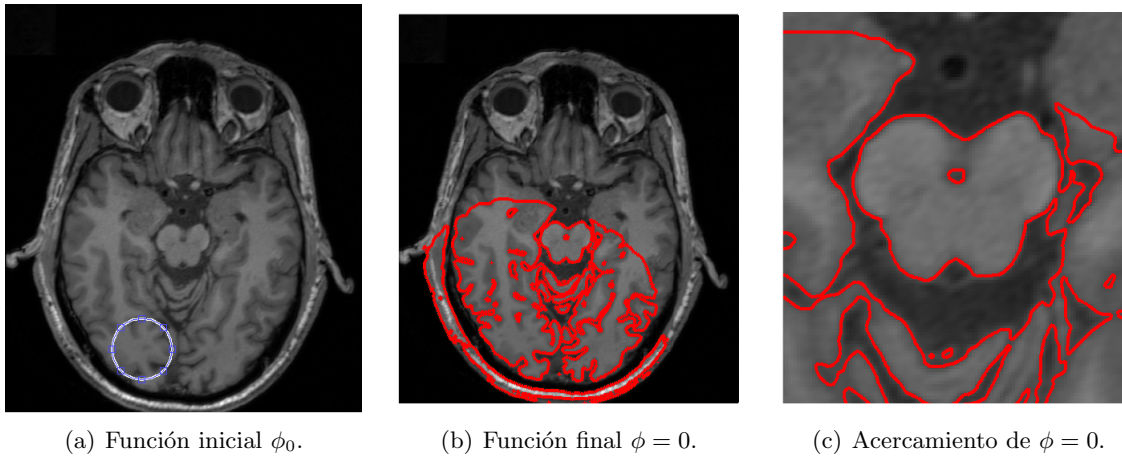 (a) Función inicial $\phi_0$.
(b) Función final $\phi = 0$.
(c) Acercamiento de $\phi = 0$.